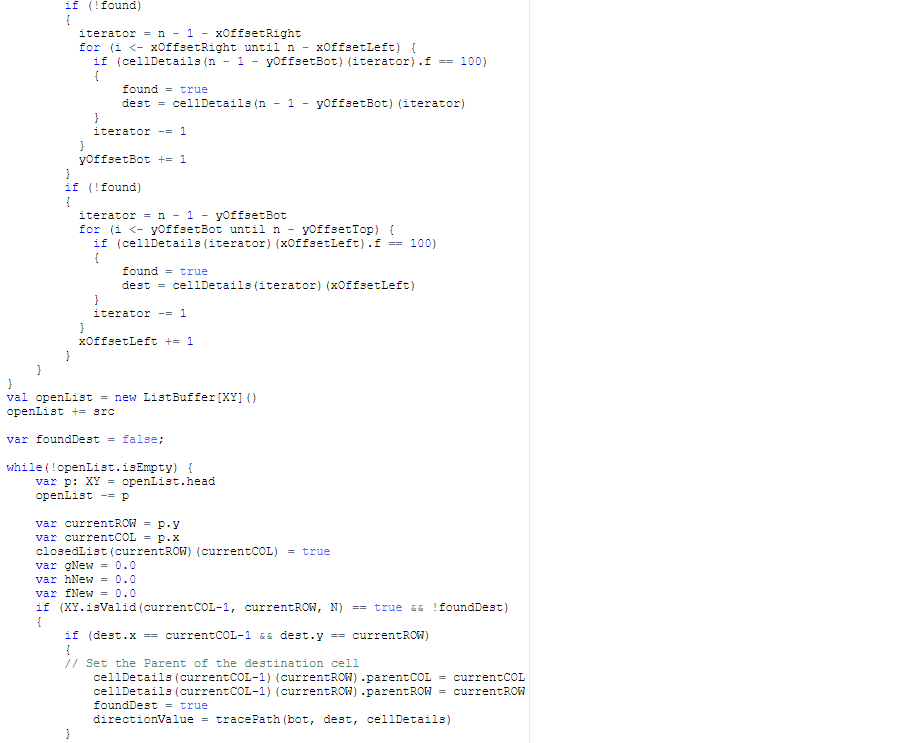 if (!found)
{
iterator = n - 1 - xOffsetRight
for (i <- xOffsetRight until n - xOffsetLeft) {
if (cellDetails(n - 1 - yOffsetBot)(iterator).f == 100)
{
found = true
dest = cellDetails(n - 1 - yOffsetBot)(iterator)
}
iterator -= 1
}
yOffsetBot += 1
}
if (!found)
{
iterator = n - 1 - yOffsetBot
for (i <- yOffsetBot until n - yOffsetTop) {
if (cellDetails(iterator)(xOffsetLeft).f == 100)
{
found = true
dest = cellDetails(iterator)(xOffsetLeft)
}
iterator -= 1
}
xOffsetLeft += 1
}
}
}
val openList = new ListBuffer[XY]()
openList += src
var foundDest = false;
while(!openList.isEmpty) {
var p: XY = openList.head
openList -= p
var currentROW = p.y
var currentCOL = p.x
closedList(currentROW)(currentCOL) = true
var gNew = 0.0
var hNew = 0.0
var fNew = 0.0
if (XY.isValid(currentCOL-1, currentROW, N) == true && !foundDest)
{
if (dest.x == currentCOL-1 && dest.y == currentROW)
{
// Set the Parent of the destination cell
cellDetails(currentCOL-1)(currentROW).parentCOL = currentCOL
cellDetails(currentCOL-1)(currentROW).parentROW = currentROW
foundDest = true
directionValue = tracePath(bot, dest, cellDetails)
}